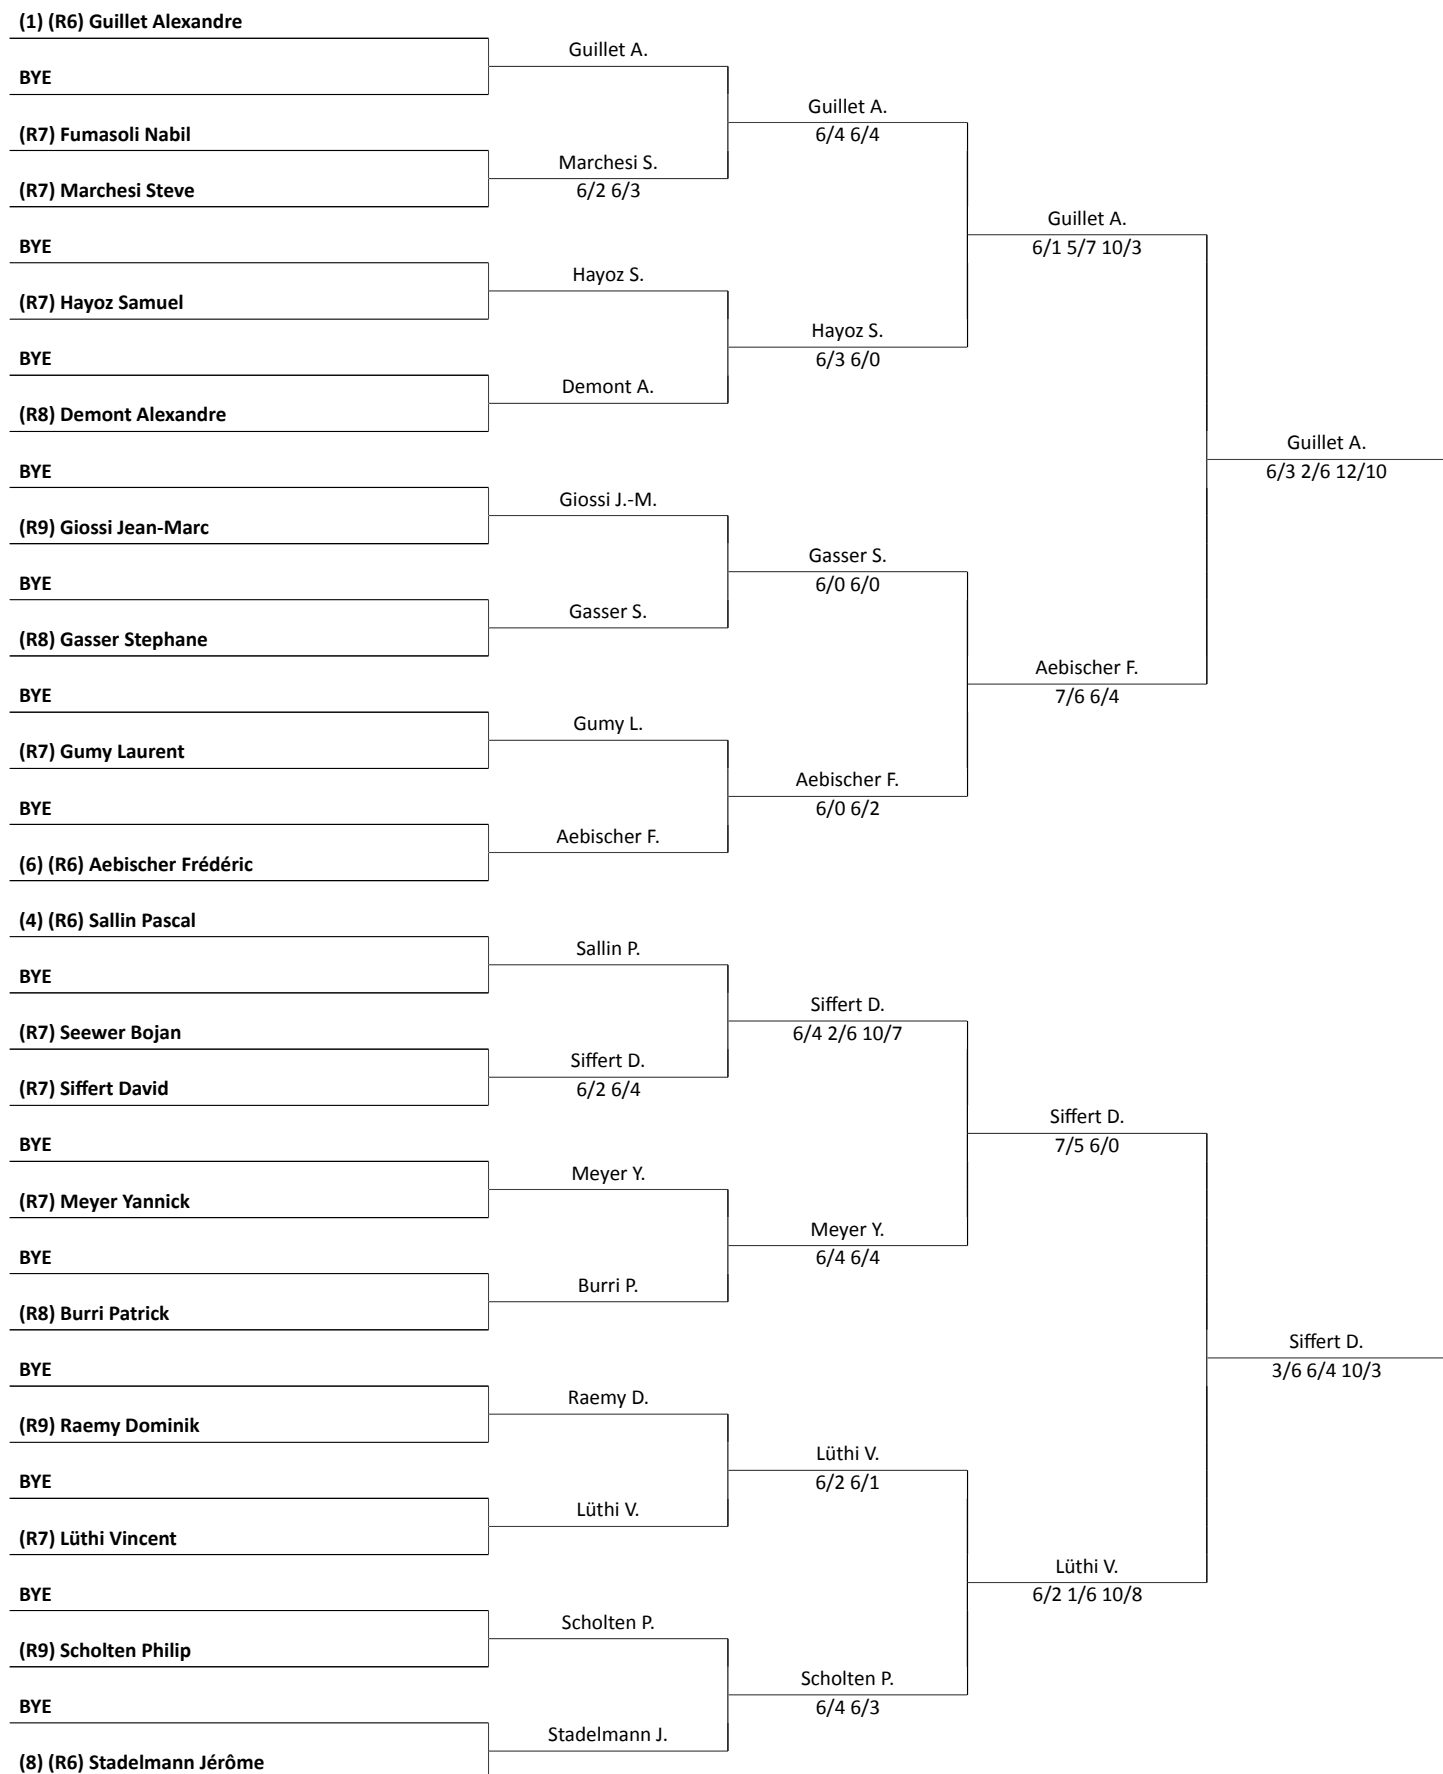 (1) (R6) Guillet Alexandre
Guillet A.
BYE
Guillet A.
6/4 6/4
(R7) Fumasoli Nabil
Marchesi S.
6/2 6/3
(R7) Marchesi Steve
Guillet A.
6/1 5/7 10/3
BYE
Hayoz S.
(R7) Hayoz Samuel
Hayoz S.
6/3 6/0
BYE
Demont A.
(R8) Demont Alexandre
Guillet A.
6/3 2/6 12/10
BYE
Giossi J.-M.
(R9) Giossi Jean-Marc
Gasser S.
6/0 6/0
BYE
Gasser S.
(R8) Gasser Stephane
Aebischer F.
7/6 6/4
BYE
Gumy L.
(R7) Gumy Laurent
Aebischer F.
6/0 6/2
BYE
Aebischer F.
(6) (R6) Aebischer Frédéric
(4) (R6) Sallin Pascal
Sallin P.
BYE
Siffert D.
6/4 2/6 10/7
(R7) Seewer Bojan
Siffert D.
6/2 6/4
(R7) Siffert David
Siffert D.
7/5 6/0
BYE
Meyer Y.
(R7) Meyer Yannick
Meyer Y.
6/4 6/4
BYE
Burri P.
(R8) Burri Patrick
Siffert D.
3/6 6/4 10/3
BYE
Raemy D.
(R9) Raemy Dominik
Lüthi V.
6/2 6/1
BYE
Lüthi V.
(R7) Lüthi Vincent
Lüthi V.
6/2 1/6 10/8
BYE
Scholten P.
(R9) Scholten Philip
Scholten P.
6/4 6/3
BYE
Stadelmann J.
(8) (R6) Stadelmann Jérôme